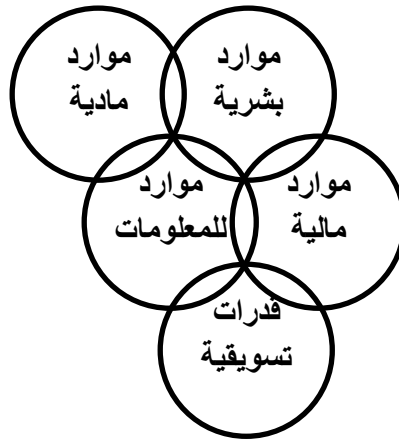 موارد
بشرية
موارد
مادية
موارد
مالية
موارد
للمعلومات
قدرات
تسويقية